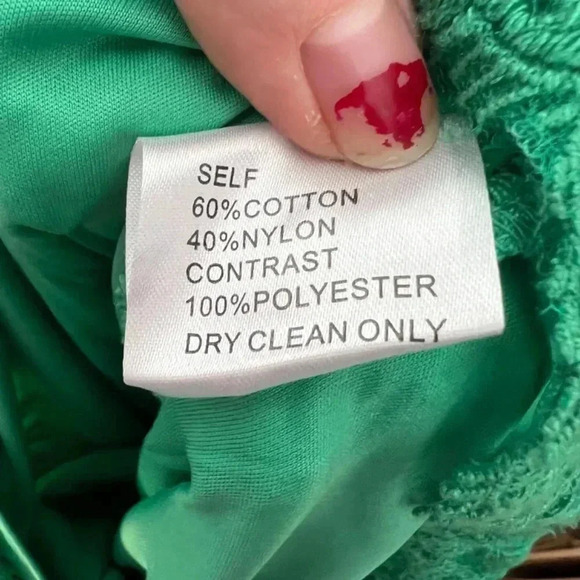 SELF
60%COTTON
40%NYLON
CONTRAST
100%POLYESTER
DRY CLEAN ONLY